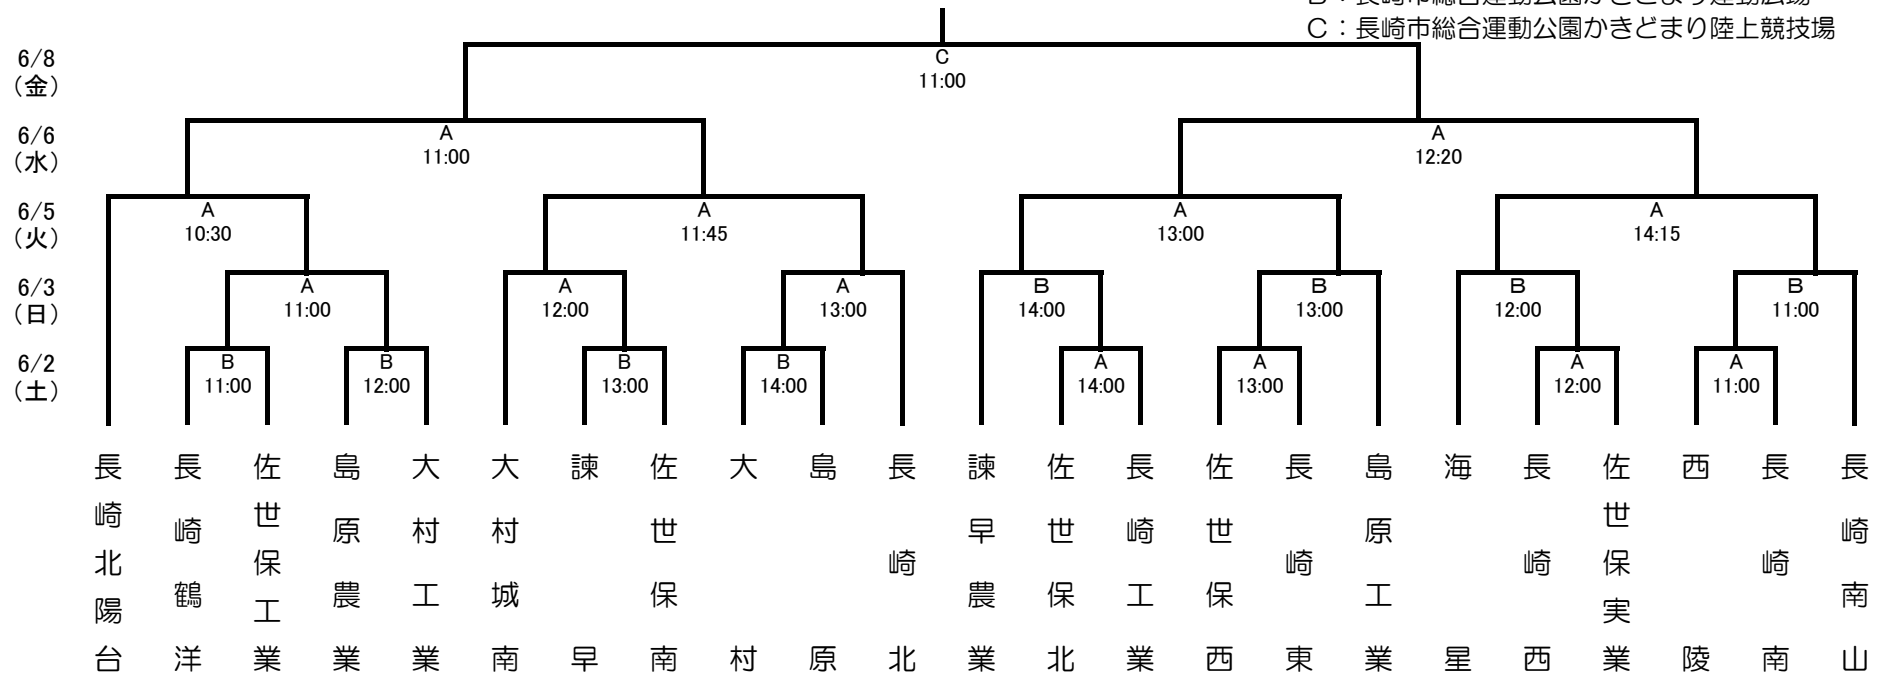 B：長崎市総合運動公園かきどまり運動広場
C：長崎市総合運動公園かきどまり陸上競技場
6/8
（金）
C
11:00
6/6
（水）
A
11:00
A
12:20
6/5
（火）
A
10:30
A
11:45
A
13:00
A
14:15
6/3
（日）
A
11:00
A
12:00
A
13:00
B
14:00
B
13:00
B
12:00
B
11:00
6/2
（土）
B
11:00
B
12:00
B
13:00
B
14:00
A
14:00
A
13:00
A
12:00
A
11:00
長崎北陽台
長崎鶴洋
佐世保工業
島原農業
大村工業
大村城南
諫早
佐世保南
大村
島原
長崎北
諫早農業
佐世保北
長崎工業
佐世保西
長崎東
島原工業
海星
長崎西
佐世保実業
西陵
長崎南
長崎南山